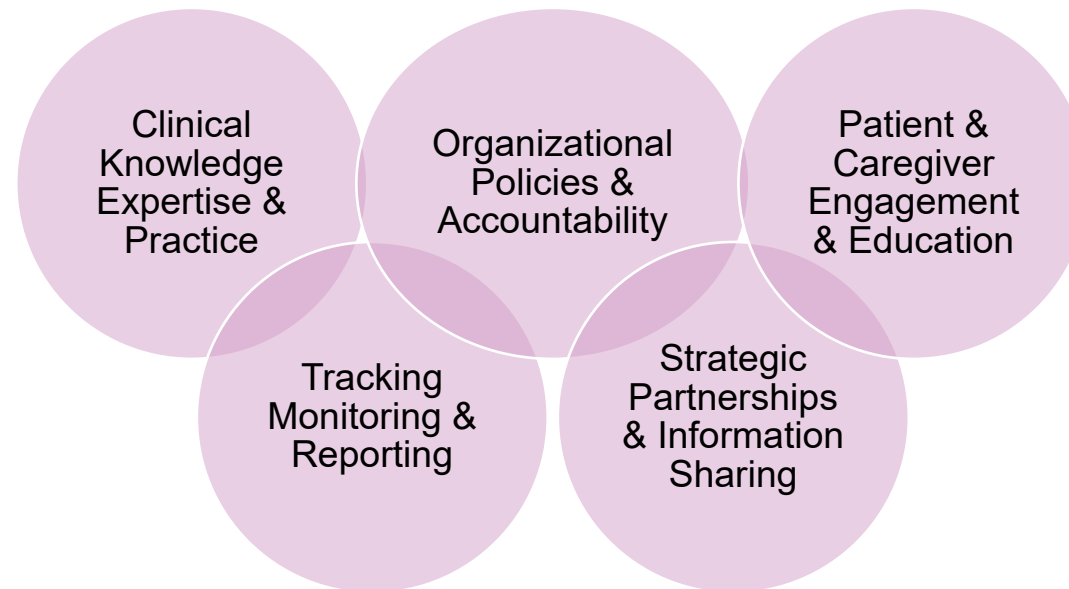 Clinical
Knowledge
Expertise &
Practice
Organizational
Policies &
Accountability
Patient &
Caregiver
Engagement
& Education
Tracking
Monitoring &
Reporting
Strategic
Partnerships
& Information
Sharing